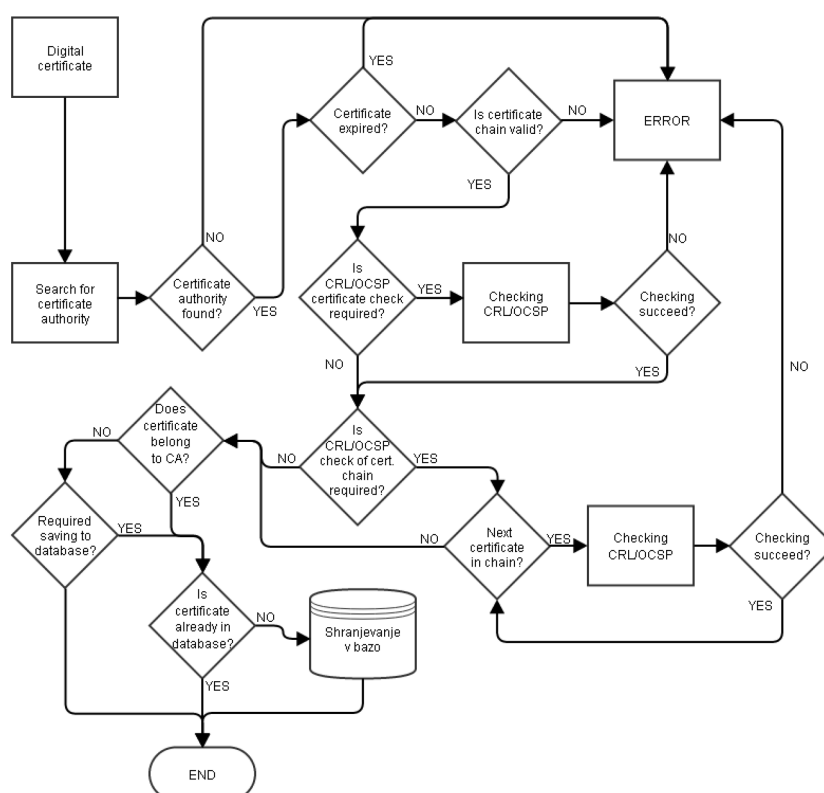 Digital
certificate
YES
Certificate
expired?
NO
Is certificate
chain valid?
NO
ERROR
YES
NO
Search for
certificate
authority
Certificate
authority
found?
YES
Is
CRL/OCSP
certificate check
required?
YES
Checking
CRL/OCSP
NO
Checking
succeed?
NO
YES
NO
Does
certificate
belong
to CA?
NO
Is
CRL/OCSP
check of cert.
chain
required?
NO
YES
YES
Required
saving to
database?
YES
NO
Next
certificate
in chain?
YES
Checking
CRL/OCSP
Checking
succeed?
YES
Is
certificate
already in
database?
NO
Shranjevanje
v bazo
YES
NO
END